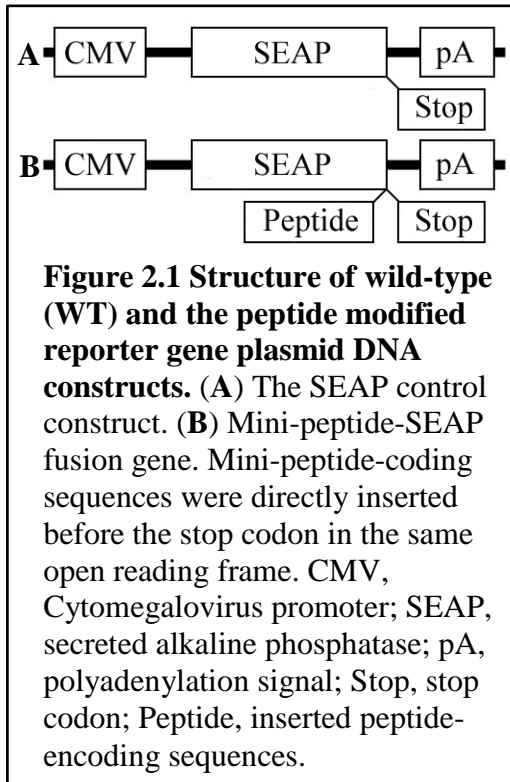 A CMV SEAP pA
Stop
B CMV SEAP pA
Peptide Stop
Figure 2.1 Structure of wild-type
(WT) and the peptide modified
reporter gene plasmid DNA
constructs. (A) The SEAP control
construct. (B) Mini-peptide-SEAP
fusion gene. Mini-peptide-coding
sequences were directly inserted
before the stop codon in the same
open reading frame. CMV,
Cytomegalovirus promoter; SEAP,
secreted alkaline phosphatase; pA,
polyadenylation signal; Stop, stop
codon; Peptide, inserted peptide-
encoding sequences.